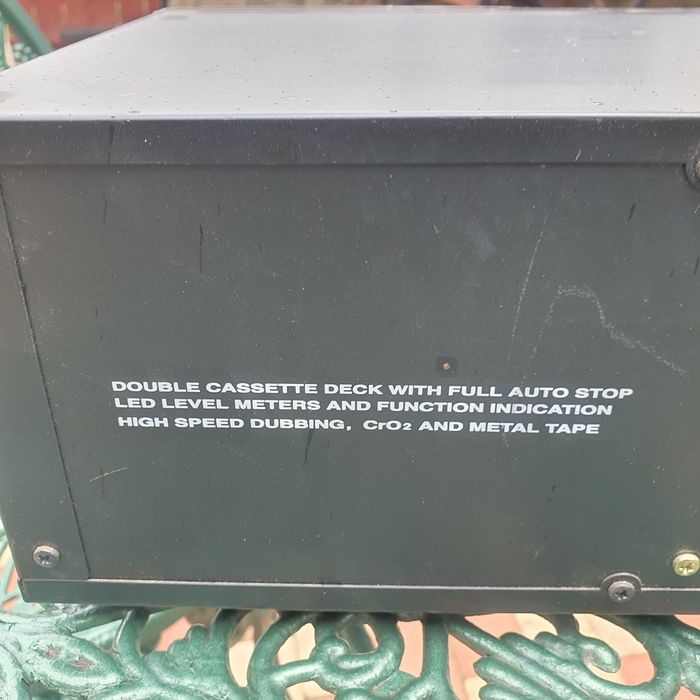 DOUBLE CASSETTE DECK WITH FULL AUTO STOP
LED LEVEL METERS AND FUNCTION INDICATION
HIGH SPEED DUBBING, CrO₂ AND METAL TAPE